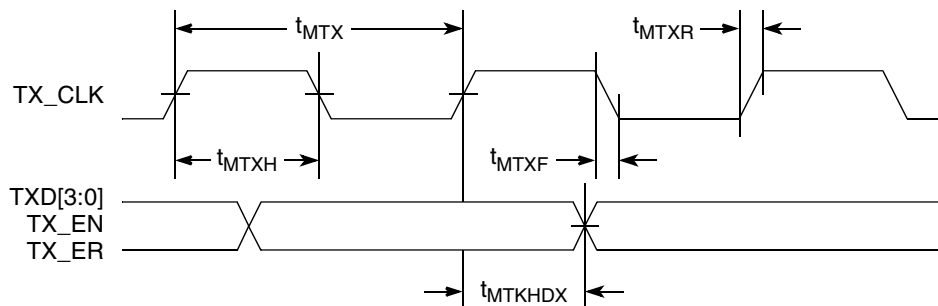 tMTX
tMTXR
TX_CLK
tMTXH
tMTXF
TXD[3:0]
TX_EN
TX_ER
tMTKHDX